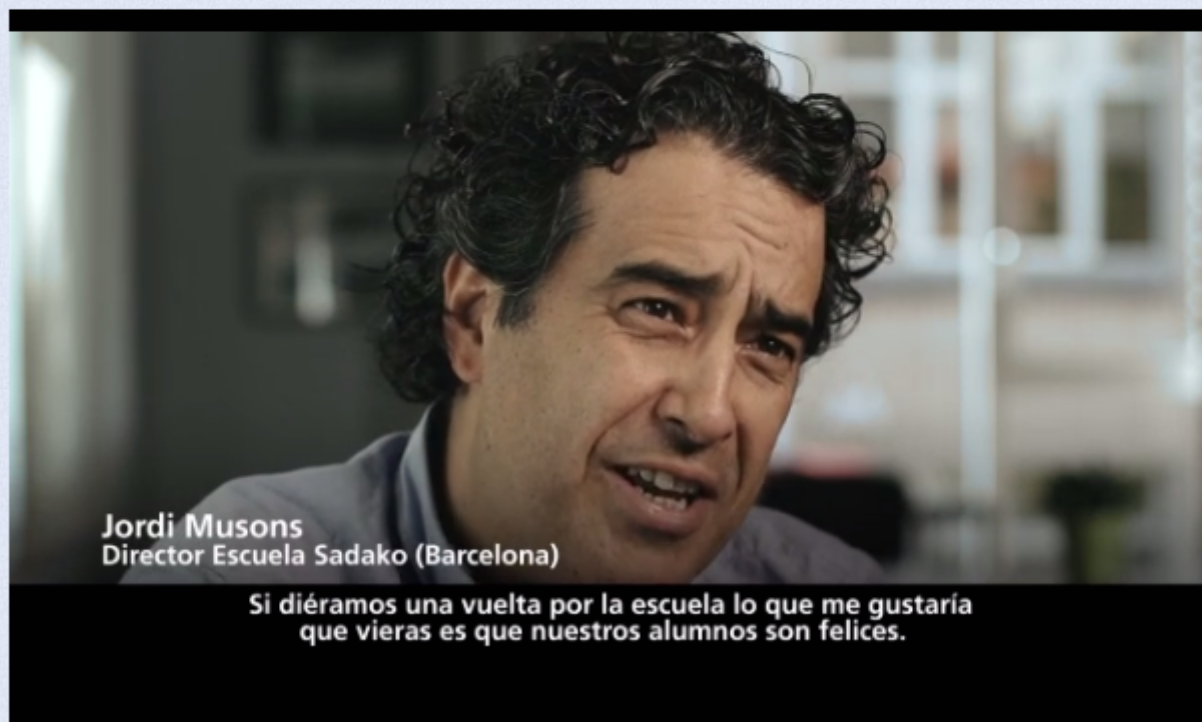 Jordi Musons
Director Escuela Sadako (Barcelona)
Si diéramos una vuelta por la escuela lo que me gustaría
que vieras es que nuestros alumnos son felices.